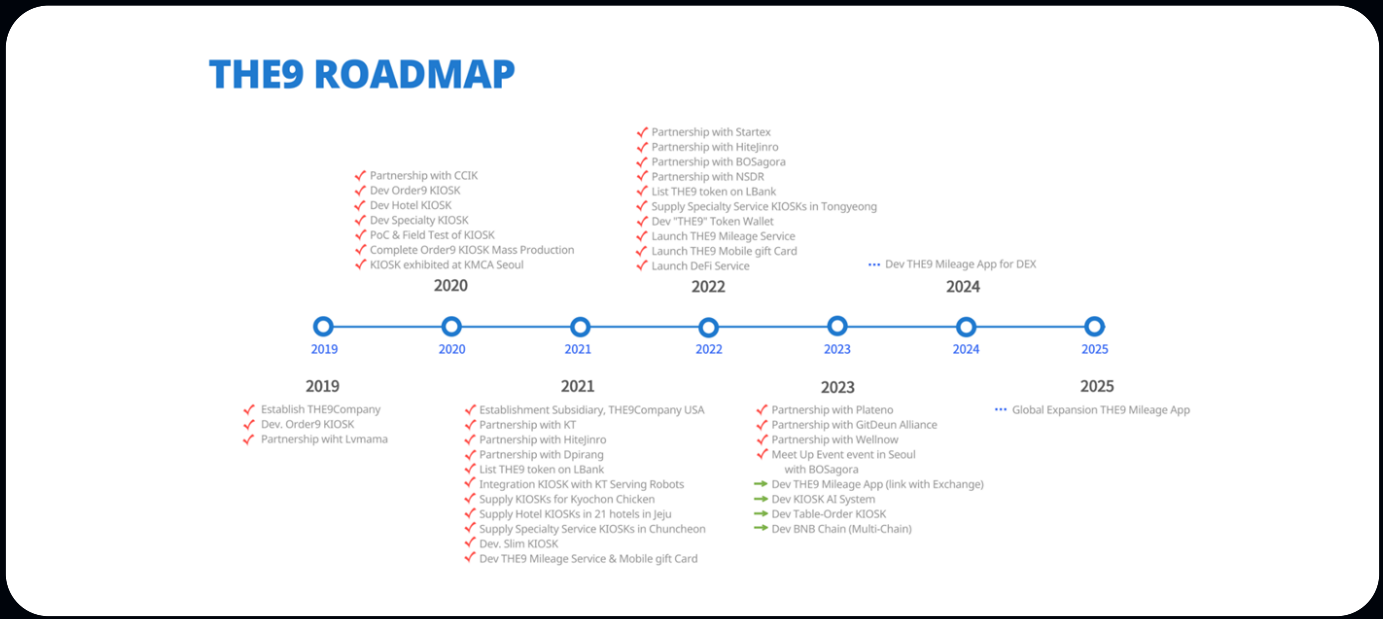 THE9 ROADMAP
Partnership with CCIK
Dev Order9 KIOSK
Dev Hotel KIOSK
Dev Specialty KIOSK
PoC & Field Test of KIOSK
Complete Order9 KIOSK Mass Production
KIOSK exhibited at KMCA Seoul
2020
Partnership with Startex
Partnership with HiteJinro
Partnership with BOSagora
Partnership with NSDR
List THE9 token on LBank
Supply Specialty Service KIOSKs in Tongyeong
Dev "THE9" Token Wallet
Launch THE9 Mileage Service
Launch THE9 Mobile gift Card
Launch DeFi Service
2022
Dev THE9 Mileage App for DEX
2024
2019
2020
2021
2022
2023
2024
2025
2019
Establish THE9Company
Dev. Order9 KIOSK
Partnership wiht Lvmama
2021
Establishment Subsidiary, THE9Company USA
Partnership with KT
Partnership with HiteJinro
Partnership with Dpirang
List THE9 token on LBank
Integration KIOSK with KT Serving Robots
Supply KIOSKs for Kyochon Chicken
Supply Hotel KIOSKs in 21 hotels in Jeju
Supply Specialty Service KIOSKs in Chuncheon
Dev. Slim KIOSK
Dev THE9 Mileage Service & Mobile gift Card
2023
Partnership with Plateno
Partnership with GitDeun Alliance
Partnership with Wellnow
Meet Up Event event in Seoul
with BOSagora
Dev THE9 Mileage App (link with Exchange)
Dev KIOSK AI System
Dev Table-Order KIOSK
Dev BNB Chain (Multi-Chain)
2025
Global Expansion THE9 Mileage App